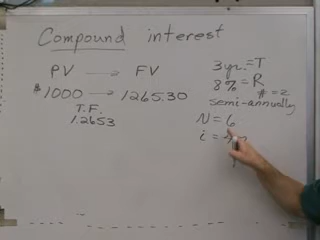 Compound interest
PV → FV
$1000 → 1265.30
T.F.
1.2653
3yr. = T
8% = R
# = 2
semi-annually
N = 6
i =